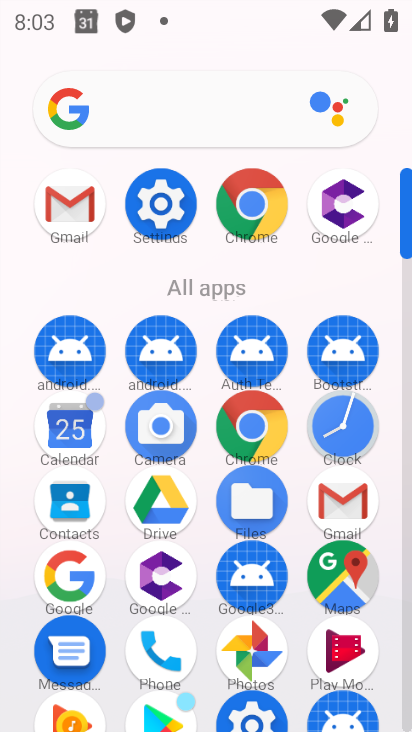 8:03 31
G
Gmail Settings Chrome Google ...
All apps
android.... android.... Auth Te... Bootstr...
25
Calendar Camera Chrome Clock
Contacts Drive Files Gmail
G G
Google Google ... Google3... Maps
Messag... Phone Photos Play Mo...